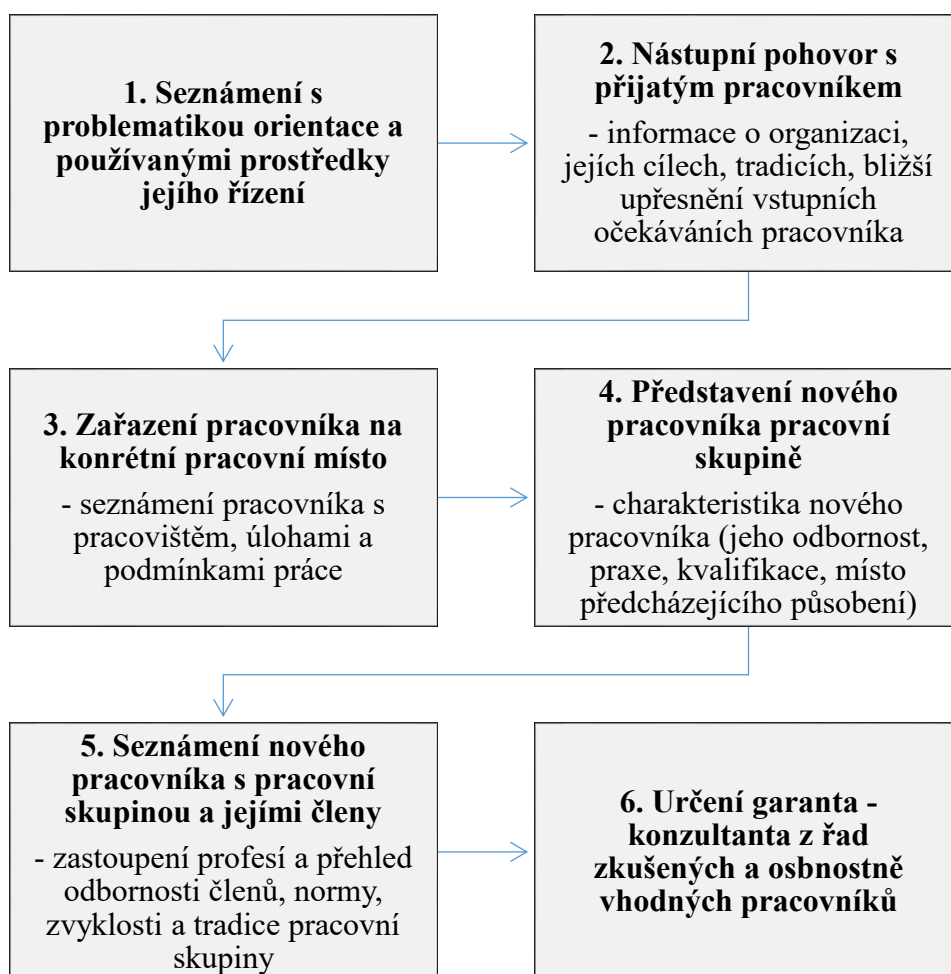 1. Seznámení s
problematikou orientace a
používanými prostředky
jejího řízení
2. Nástupní pohovor s
přijatým pracovníkem
- informace o organizaci,
jejích cílech, tradicích, bližší
upřesnění vstupních
očekáváních pracovníka
3. Zařazení pracovníka na
konrétní pracovní místo
- seznámení pracovníka s
pracovištěm, úlohami a
podmínkami práce
4. Představení nového
pracovníka pracovní
skupině
- charakteristika nového
pracovníka (jeho odbornost,
praxe, kvalifikace, místo
předcházejícího působení)
5. Seznámení nového
pracovníka s pracovní
skupinou a jejími členy
- zastoupení profesí a přehled
odbornosti členů, normy,
zvyklosti a tradice pracovní
skupiny
6. Určení garanta -
konzultanta z řad
zkušených a osbnostně
vhodných pracovníků